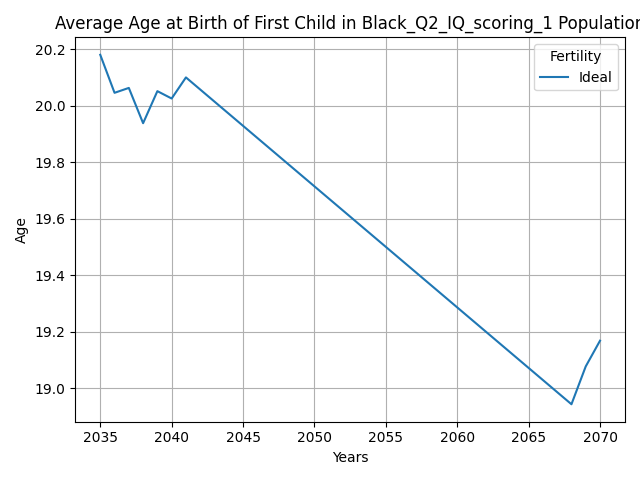 Average Age at Birth of First Child in Black_Q2_IQ_scoring_1 Population
Fertility
Ideal
20.2
20.0
19.8
19.6
19.4
19.2
19.0
Age
2035 2040 2045 2050 2055 2060 2065 2070
Years